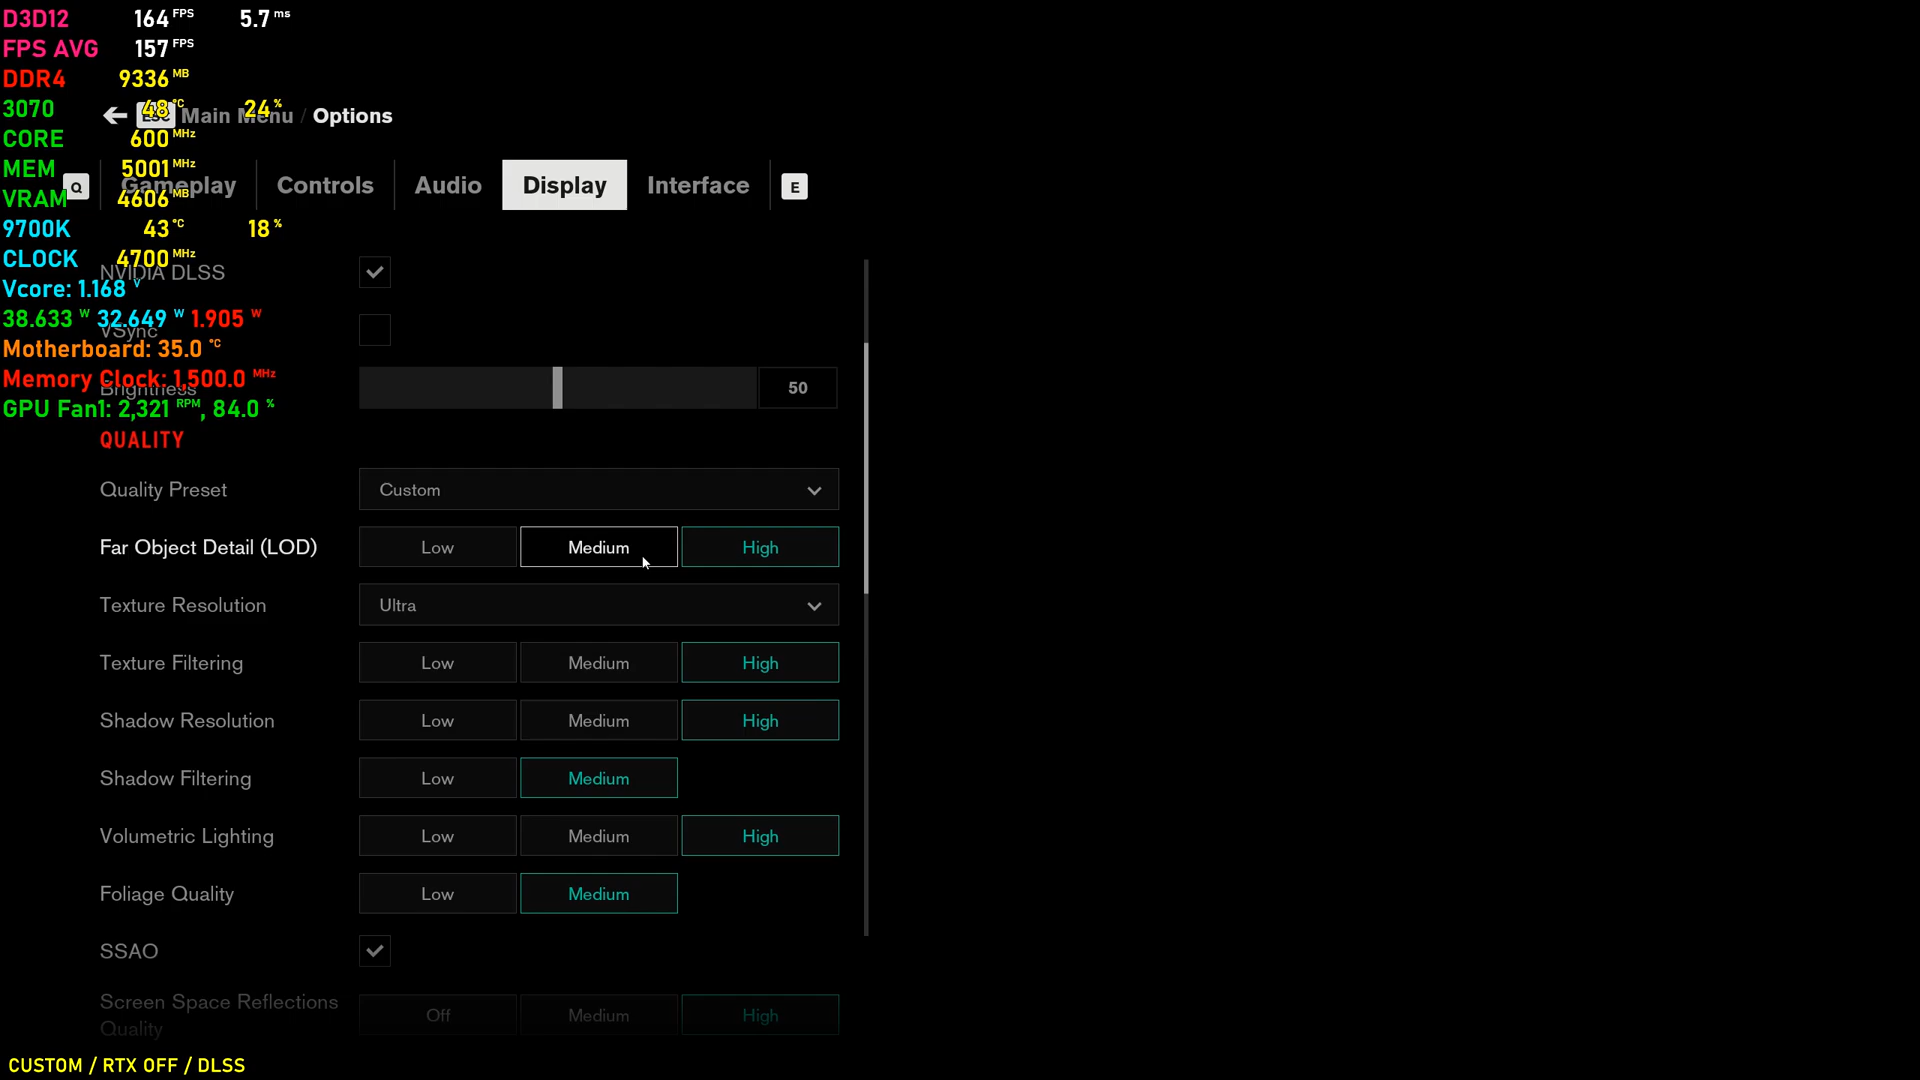 D3D12 164 FPS 5.7 ms
FPS AVG 157 FPS
DDR4 9336 MB
3070 48 °C 24 %
ESC Main Menu / Options
CORE 600 MHz
MEM 5001 MHz
Q Gameplay Controls Audio Display Interface E
VRAM 4606 MB
9700K 43 °C 18 %
CLOCK 4700 MHz
NVIDIA DLSS
Vcore: 1.168 V
38.633 W 32.649 W 1.905 W
VSync
Motherboard: 35.0 °C
Memory Clock: 1,500.0 MHz
Brightness 50
GPU Fan1: 2,321 RPM, 84.0 %
QUALITY
Quality Preset Custom
Far Object Detail (LOD) Low Medium High
Texture Resolution Ultra
Texture Filtering Low Medium High
Shadow Resolution Low Medium High
Shadow Filtering Low Medium
Volumetric Lighting Low Medium High
Foliage Quality Low Medium
SSAO
Screen Space Reflections
Quality Off Medium High
CUSTOM / RTX OFF / DLSS